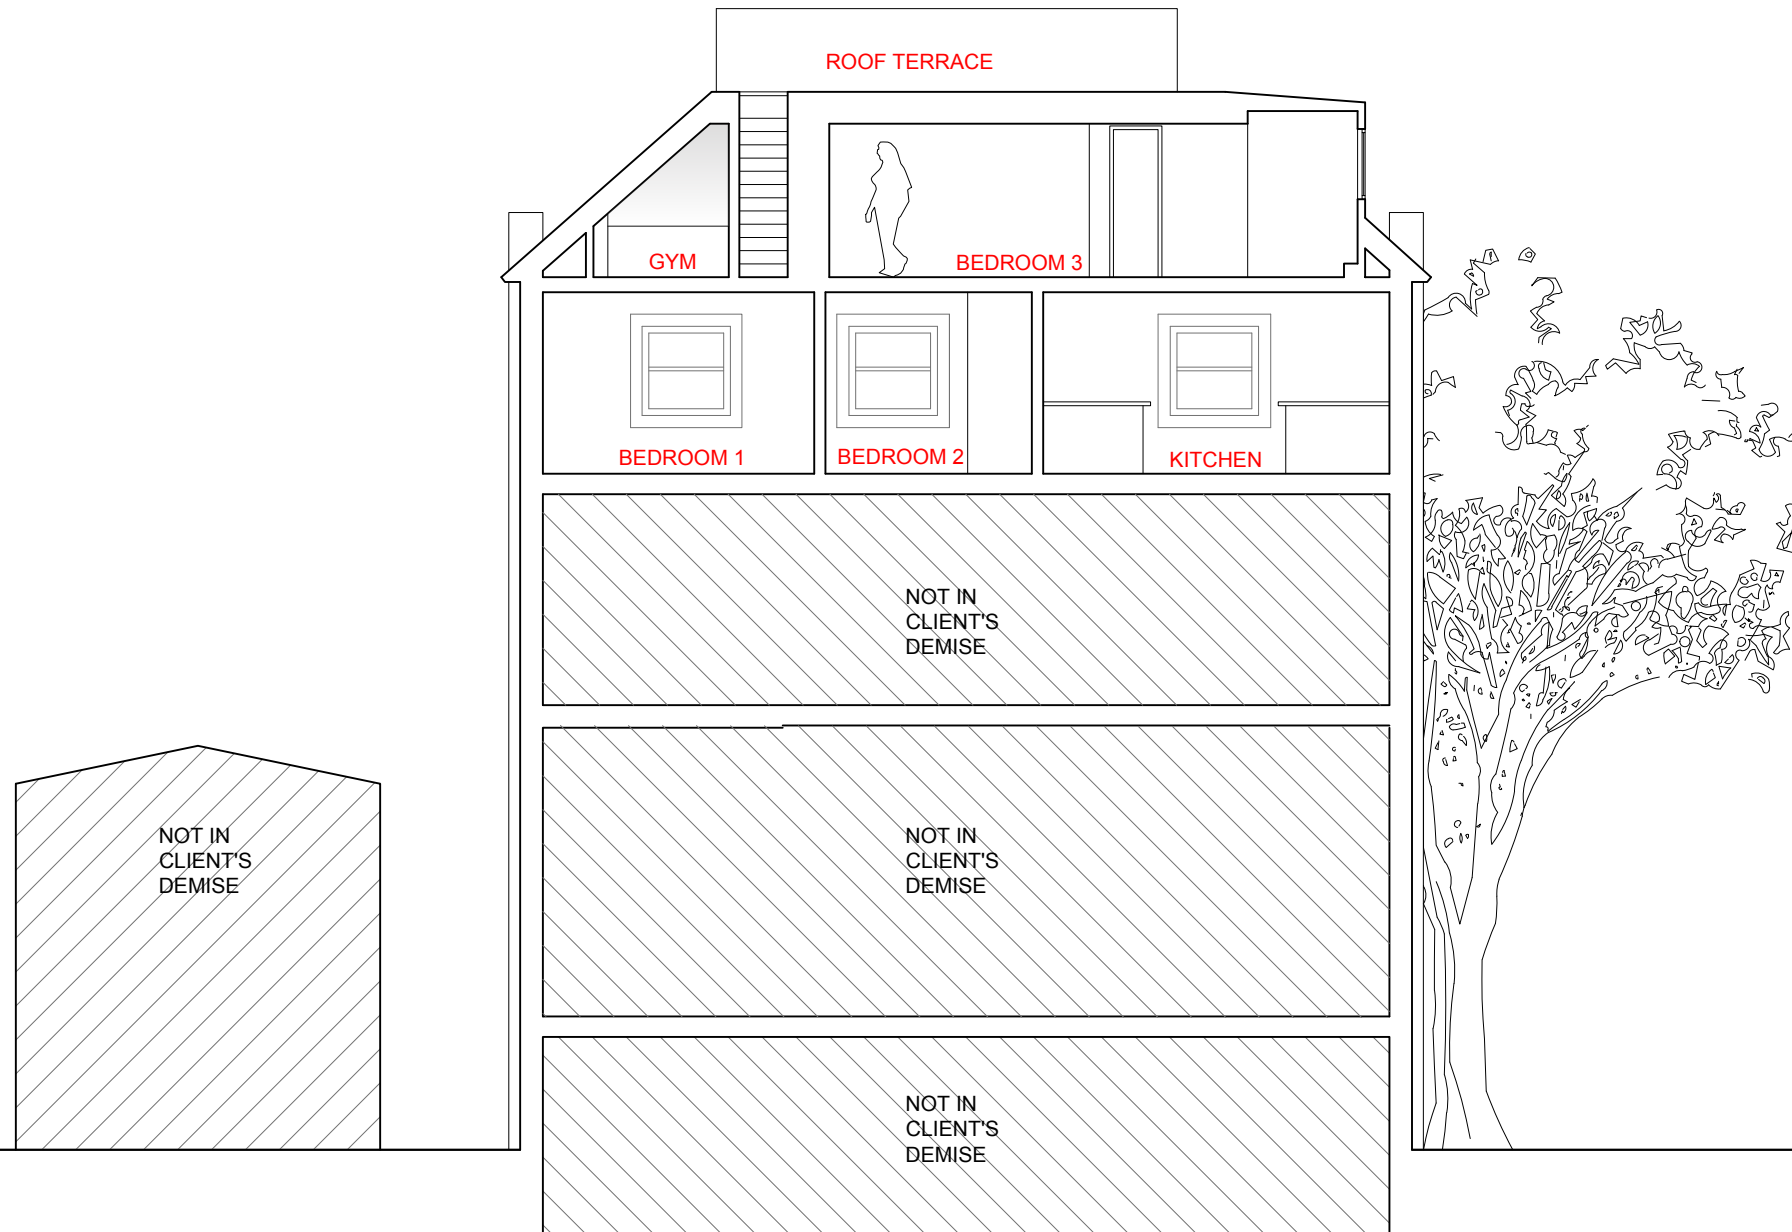 ROOF TERRACE
GYM
BEDROOM 3
BEDROOM 1
BEDROOM 2
KITCHEN
NOT IN
CLIENT'S
DEMISE
NOT IN
CLIENT'S
DEMISE
NOT IN
CLIENT'S
DEMISE
NOT IN
CLIENT'S
DEMISE